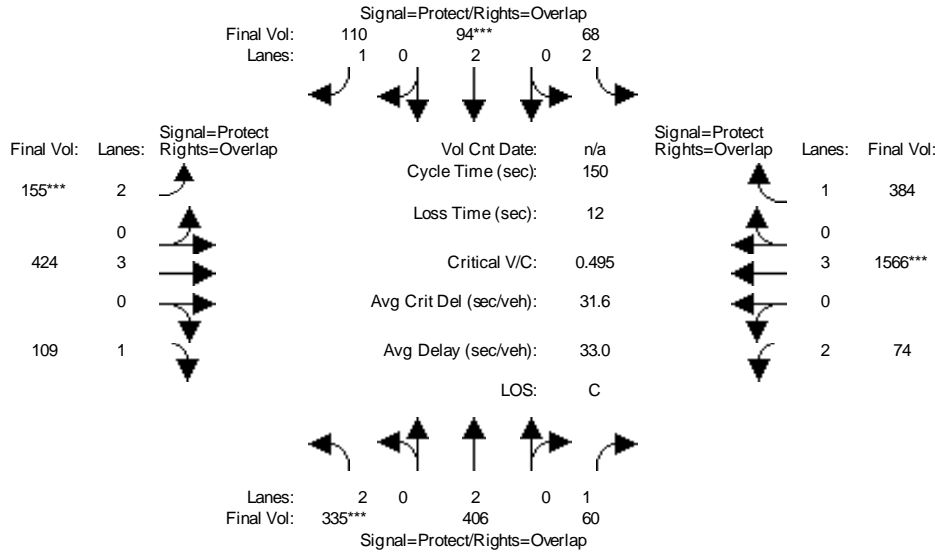 Signal=Protect/Rights=Overlap
Final Vol: 110 94*** 68
Lanes: 1 0 2 0 2
Signal=Protect
Final Vol: Lanes: Rights=Overlap Vol Cnt Date: n/a Signal=Protect
Rights=Overlap Lanes: Final Vol:
Cycle Time (sec): 150
155*** 2 1 384
Loss Time (sec): 12
0 0
424 3 Critical V/C: 0.495 3 1566***
0 Avg Crit Del (sec/veh): 31.6 0
109 1 Avg Delay (sec/veh): 33.0 2 74
LOS: C
Lanes: 2 0 2 0 1
Final Vol: 335*** 406 60
Signal=Protect/Rights=Overlap